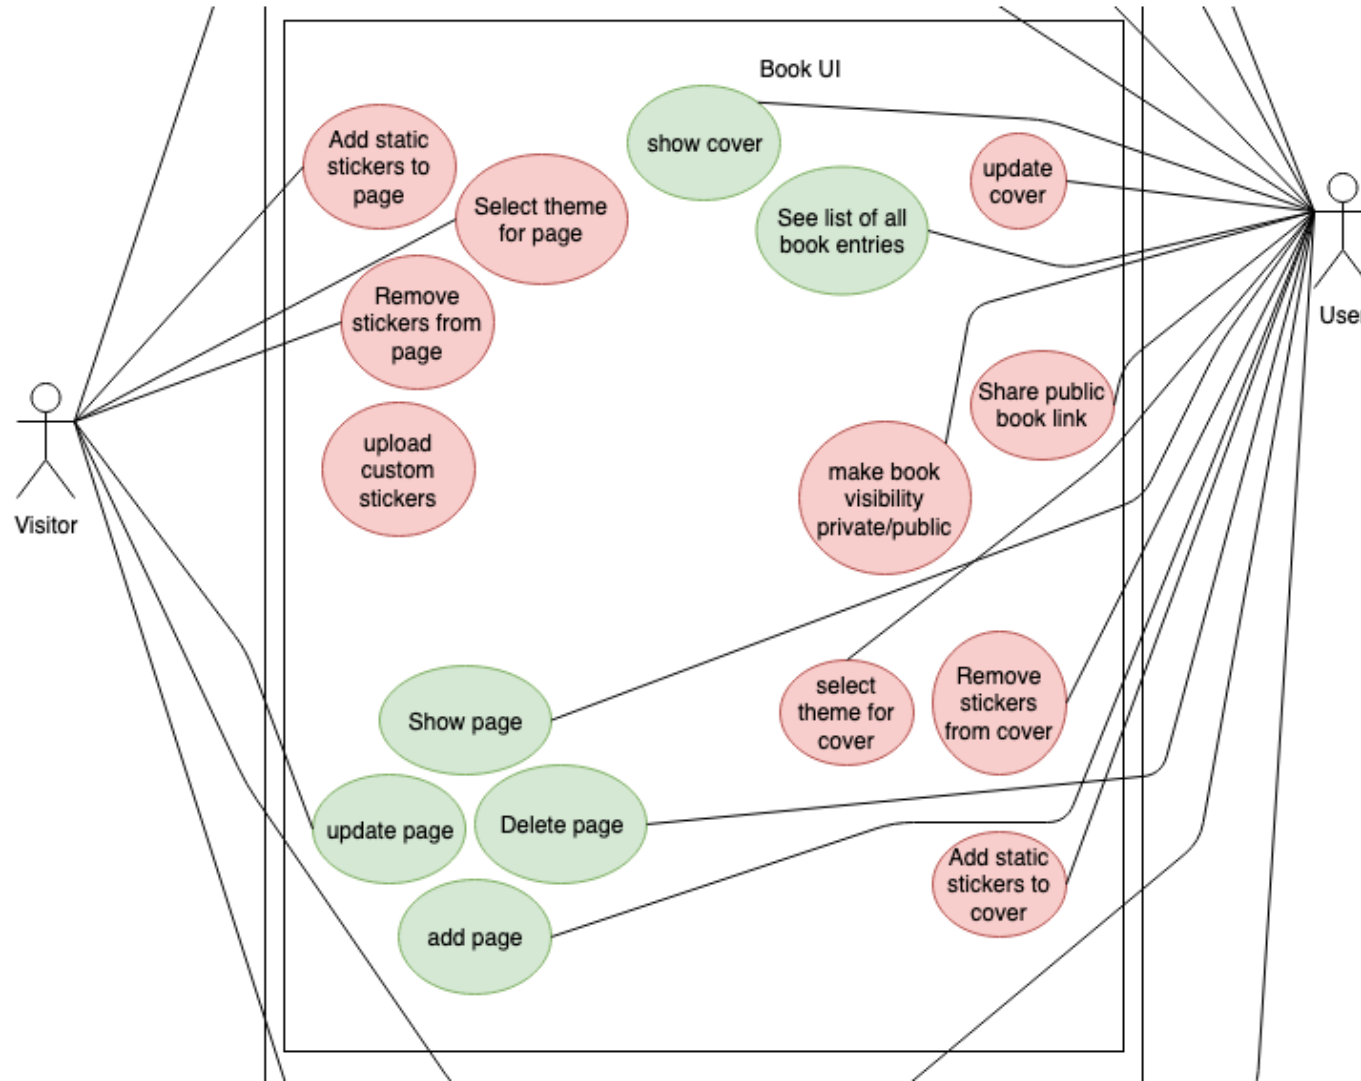 Book UI
show cover
Add static
stickers to
page
Select theme
for page
update
cover
See list of all
book entries
Remove
stickers from
page
User
Share public
book link
upload
custom
stickers
make book
visibility
private/public
Visitor
Show page
select
theme for
cover
Remove
stickers
from cover
update page
Delete page
Add static
stickers to
cover
add page